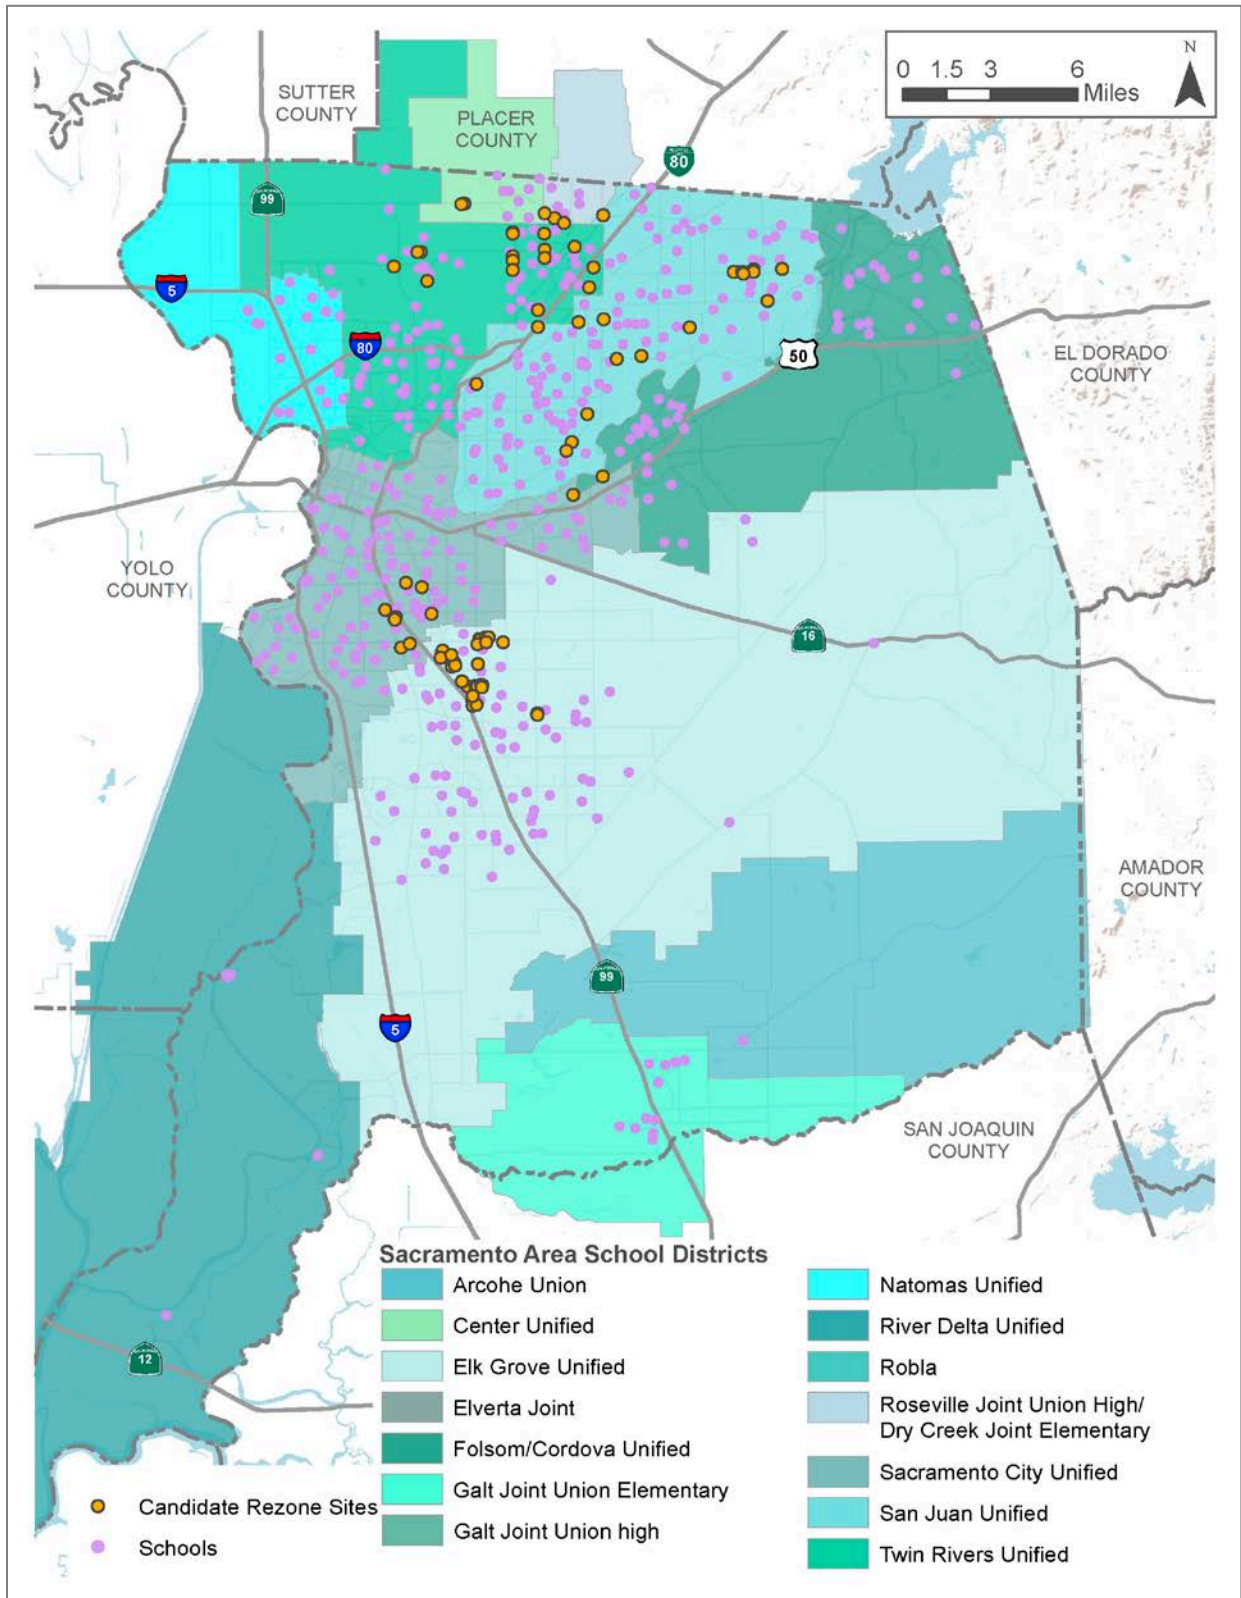 N
0 1.5 3 6
Miles
SUTTER
COUNTY
PLACER
COUNTY
80
99
5
80
50
EL DORADO
COUNTY
YOLO
COUNTY
16
AMADOR
COUNTY
99
5
SAN JOAQUIN
COUNTY
12
Sacramento Area School Districts
Arcohe Union
Center Unified
Elk Grove Unified
Elverta Joint
Folsom/Cordova Unified
Galt Joint Union Elementary
Galt Joint Union high
Natomas Unified
River Delta Unified
Robla
Roseville Joint Union High/
Dry Creek Joint Elementary
Sacramento City Unified
San Juan Unified
Twin Rivers Unified
Candidate Rezone Sites
Schools